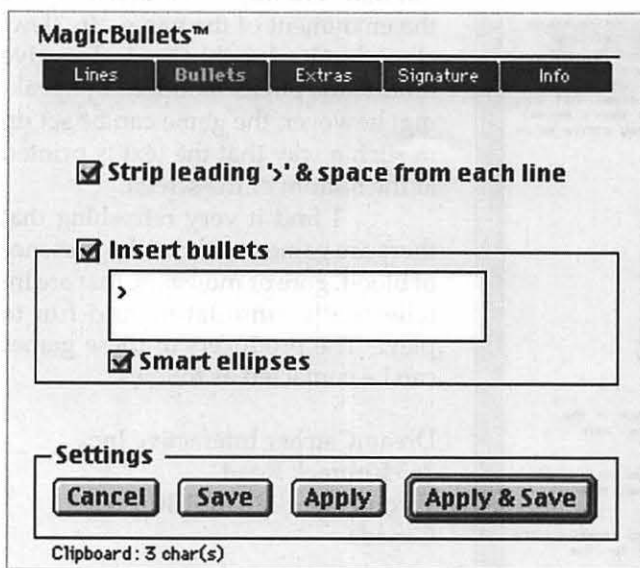 MagicBullets™
Lines Bullets Extras Signature Info
Strip leading '>' & space from each line
Insert bullets
>
Smart ellipses
Settings
Cancel Save Apply Apply & Save
Clipboard: 3 char(s)